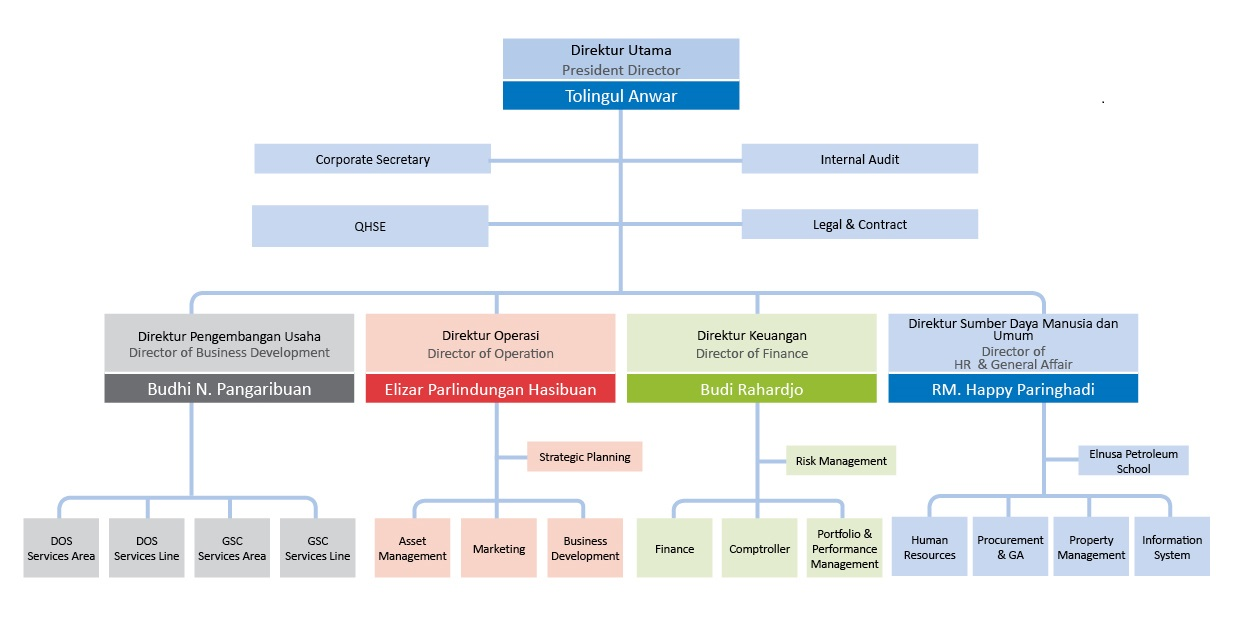 Direktur Utama
President Director
Tolingul Anwar
Corporate Secretary
Internal Audit
QHSE
Legal & Contract
Direktur Pengembangan Usaha
Director of Business Development
Budhi N. Pangaribuan
Direktur Operasi
Director of Operation
Elizar Parlindungan Hasibuan
Direktur Keuangan
Director of Finance
Budi Rahardjo
Direktur Sumber Daya Manusia dan
Umum
Director of
HR & General Affair
RM. Happy Paringhadi
Strategic Planning
Risk Management
Elnusa Petroleum
School
DOS
Services Area
DOS
Services Line
GSC
Services Area
GSC
Services Line
Asset
Management
Marketing
Business
Development
Finance
Comptroller
Portfolio &
Performance
Management
Human
Resources
Procurement
& GA
Property
Management
Information
System